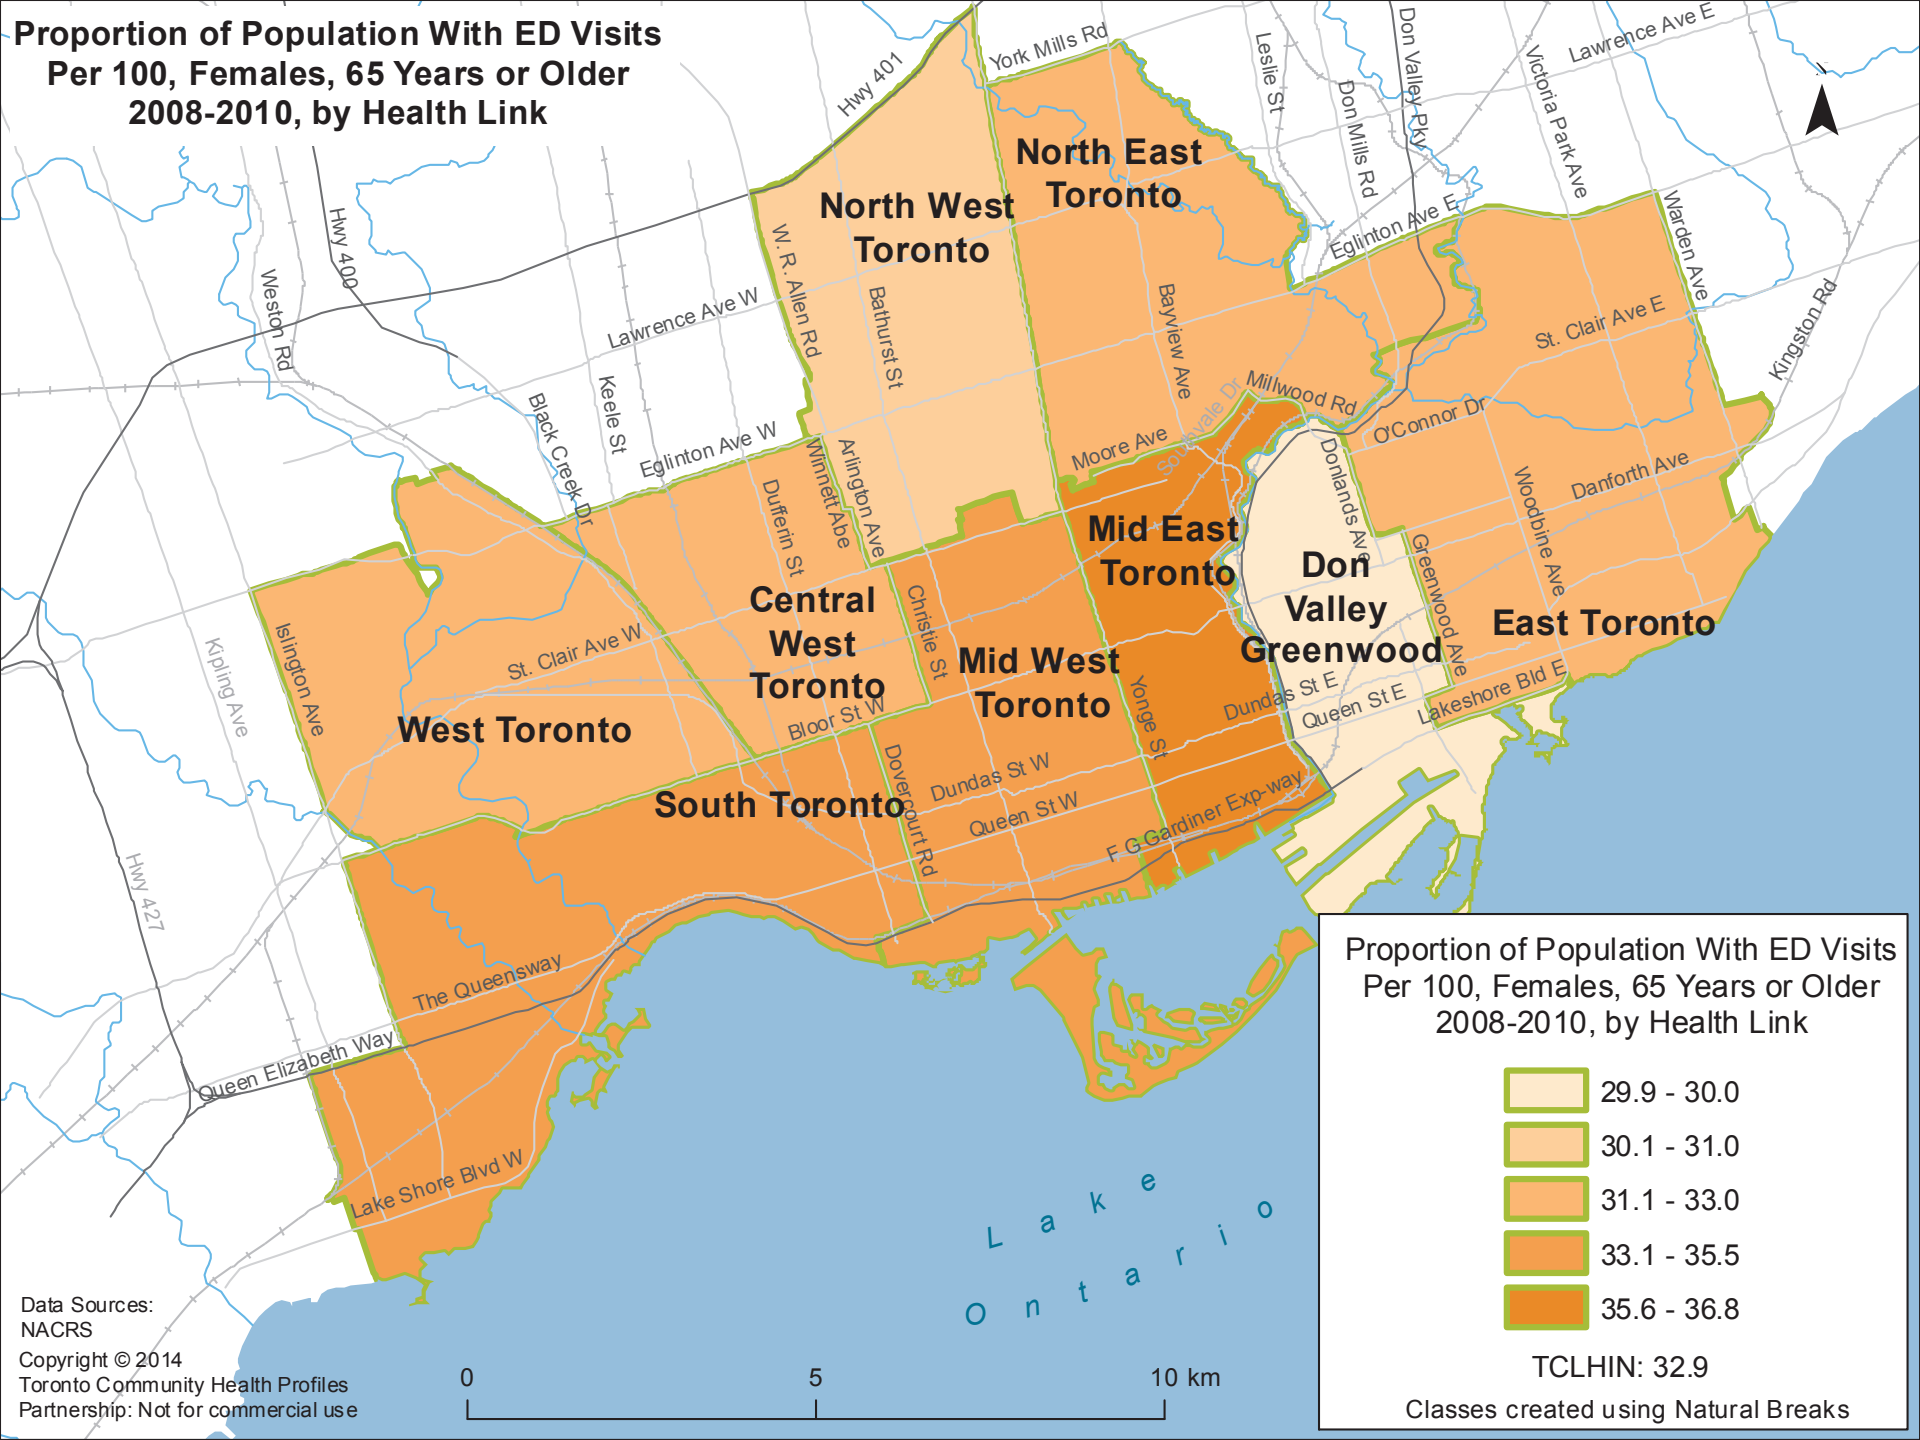 Proportion of Population With ED Visits
Per 100, Females, 65 Years or Older
2008-2010, by Health Link
Hwy 401
York Mills Rd
Leslie St
Don Mills Rd
Don Valley Pky
Victoria Park Ave
Lawrence Ave E
N
North East
Toronto
North West
Toronto
Hwy 400
Weston Rd
W. R. Allen Rd
Bathurst St
Bayview Ave
Eglinton Ave E
Warden Ave
Kingston Rd
St. Clair Ave E
Lawrence Ave W
Keele St
Black Creek Dr
Eglinton Ave W
Dufferin St
Winnett Abe
Arlington Ave
Moore Ave
Southvale Dr
Millwood Rd
O'Connor Dr
Donlands Ave
Danforth Ave
Woodbine Ave
Greenwood Ave
Mid East
Toronto
Don
Valley
Greenwood
East Toronto
Central
West
Toronto
Christie St
Mid West
Toronto
Kipling Ave
Islington Ave
St. Clair Ave W
West Toronto
Bloor St W
Yonge St
Dundas St E
Queen St E
Lakeshore Bld E
South Toronto
Dovercourt Rd
Dundas St W
Queen St W
F G Gardiner Exp-way
Hwy 427
The Queensway
Queen Elizabeth Way
Lake Shore Blvd W
Lake
Ontario
Proportion of Population With ED Visits
Per 100, Females, 65 Years or Older
2008-2010, by Health Link
29.9 - 30.0
30.1 - 31.0
31.1 - 33.0
33.1 - 35.5
35.6 - 36.8
TCLHIN: 32.9
Classes created using Natural Breaks
Data Sources:
NACRS
Copyright © 2014
Toronto Community Health Profiles
Partnership: Not for commercial use
0 5 10 km